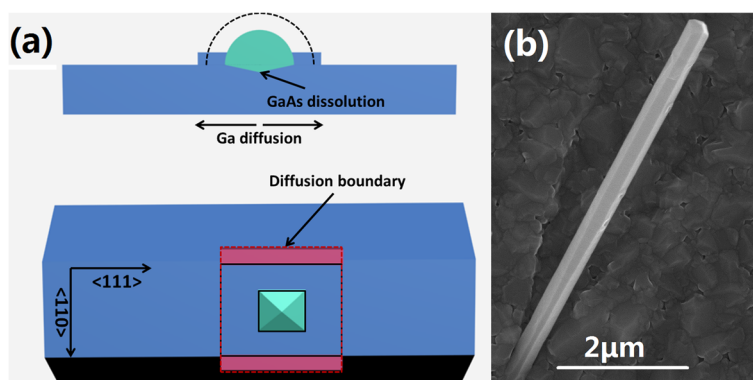 (a)
GaAs dissolution
Ga diffusion
Diffusion boundary
<111>
<110>
(b)
2μm